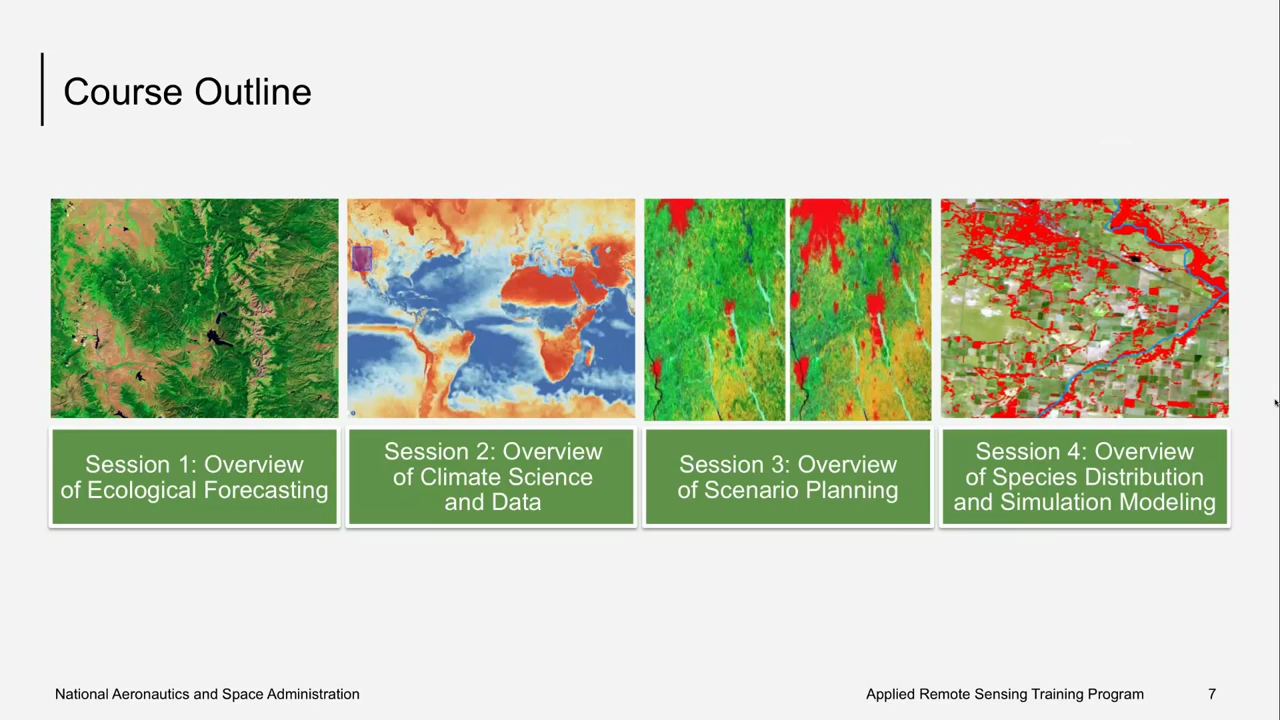 Course Outline
Session 1: Overview
of Ecological Forecasting
Session 2: Overview
of Climate Science
and Data
Session 3: Overview
of Scenario Planning
Session 4: Overview
of Species Distribution
and Simulation Modeling
National Aeronautics and Space Administration
Applied Remote Sensing Training Program
7